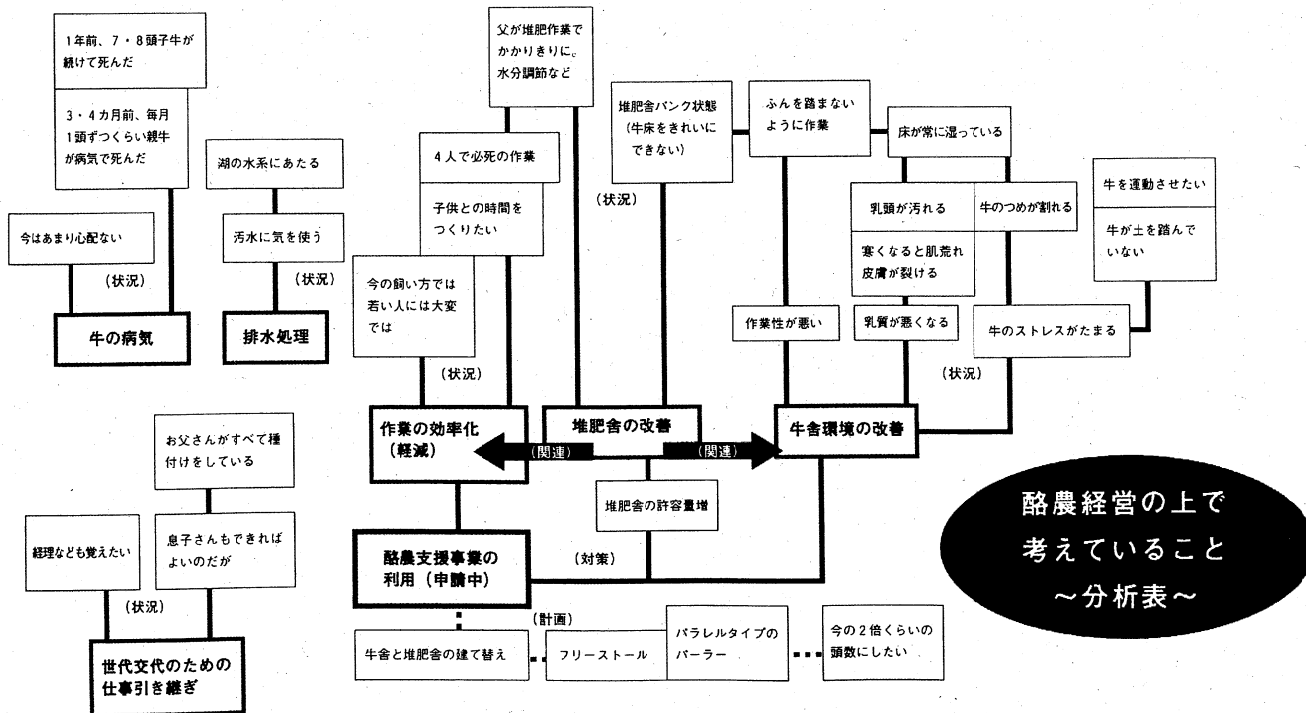 1年前、7・8頭子牛が
続けて死んだ
3・4カ月前、毎月
1頭ずつくらい親牛
が病気で死んだ
今はあまり心配ない
(状況)
牛の病気
湖の水系にあたる
汚水に気を使う
(状況)
排水処理
父が堆肥作業で
かかりきりに。
水分調節など
4人で必死の作業
子供との時間を
つくりたい
今の飼い方では
若い人には大変
では
(状況)
堆肥舎パンク状態
(牛床をきれいに
できない)
(状況)
ふんを踏まない
ように作業
床が常に湿っている
乳頭が汚れる
寒くなると肌荒れ
皮膚が裂ける
牛のつめが割れる
牛を運動させたい
牛が土を踏んで
いない
作業性が悪い
乳質が悪くなる
牛のストレスがたまる
(状況)
作業の効率化
(軽減)
堆肥舎の改善
牛舎環境の改善
(関連)
(関連)
堆肥舎の許容量増
酪農支援事業の
利用(申請中)
(対策)
(計画)
牛舎と堆肥舎の建て替え
フリーストール
パラレルタイプの
パーラー
今の2倍くらいの
頭数にしたい
お父さんがすべて種
付けをしている
経理なども覚えたい
息子さんもできれば
よいのだが
(状況)
世代交代のための
仕事引き継ぎ
酪農経営の上で
考えていること
~分析表~